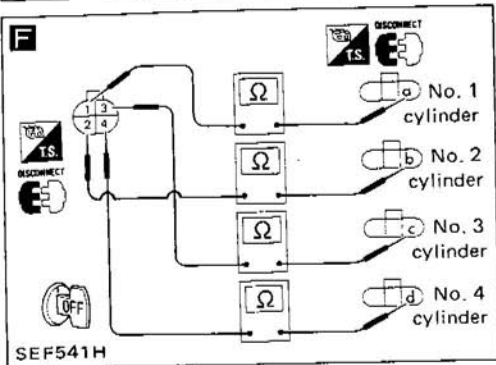 F
DISCONNECT
T.S.
Ω
a
No. 1
cylinder
1 3
2 4
T.S.
DISCONNECT
Ω
b
No. 2
cylinder
Ω
c
No. 3
cylinder
OFF
Ω
d
No. 4
cylinder
SEF541H